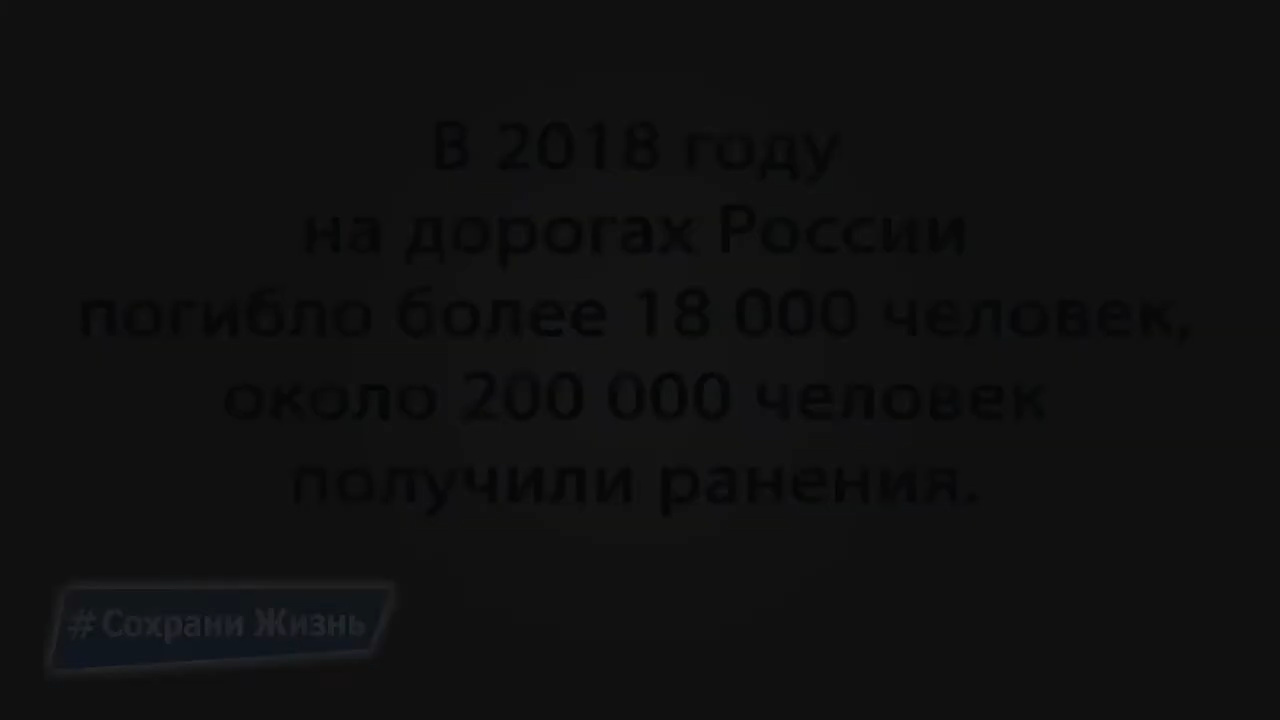 В 2018 году
на дорогах России
погибло более 18 000 человек,
около 200 000 человек
получили ранения.
#Сохрани Жизнь